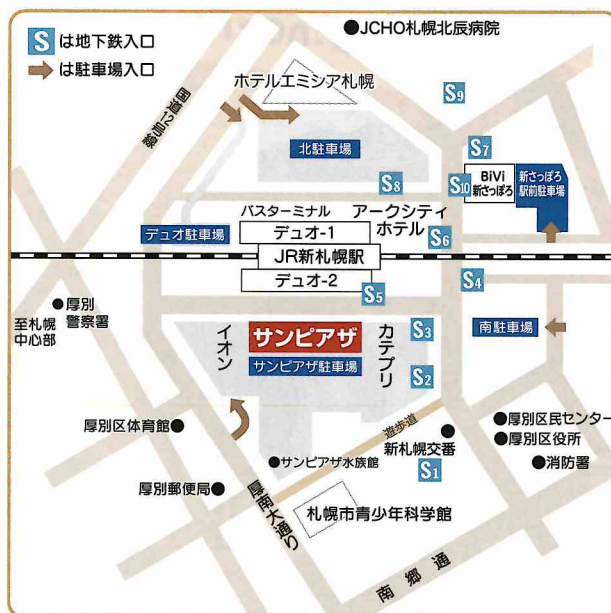 S は地下鉄入口
は駐車場入口
JCHO札幌北辰病院
ホテルエミシア札幌
国道12号線
S9
S7
北駐車場
S8
S10
BiVi
新さっぽろ
新さっぽろ
駅前駐車場
バスターミナル
アークシティ
ホテル
デュオ駐車場
デュオ-1
S6
JR新札幌駅
デュオ-2
S4
S5
厚別
警察署
至札幌
中心部
イオン
サンピアザ
サンピアザ駐車場
カテプリ
S3
S2
南駐車場
厚別区体育館
遊歩道
新札幌交番
厚別区民センター
厚別区役所
消防署
サンピアザ水族館
S1
厚別郵便局
厚南大通り
札幌市青少年科学館
南郷通